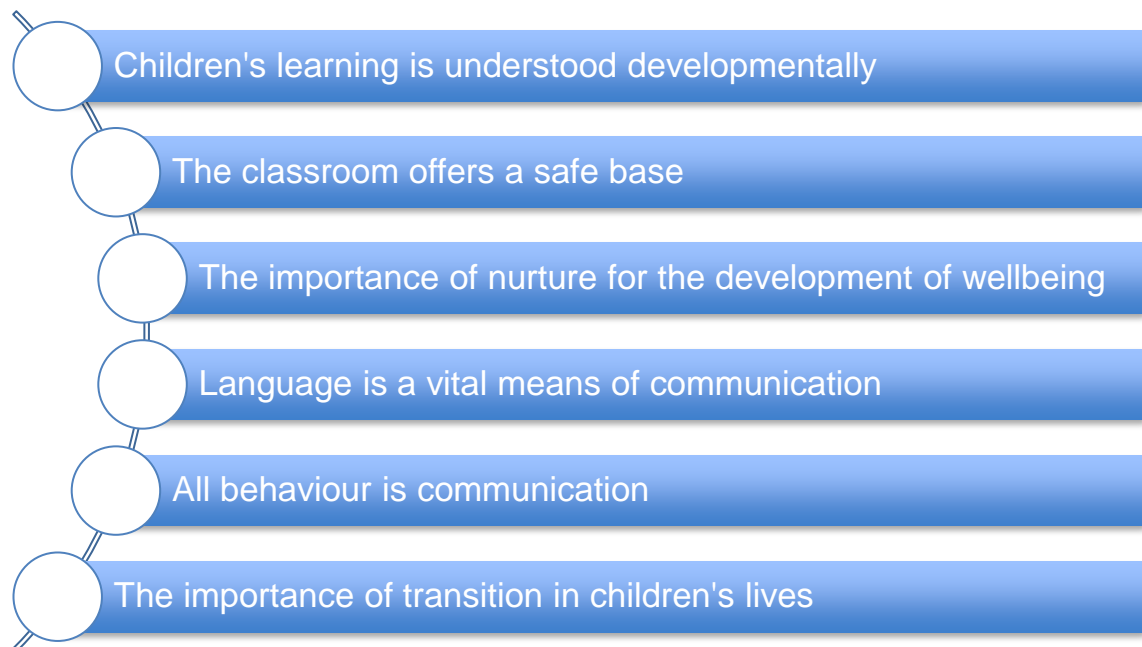 Children's learning is understood developmentally
The classroom offers a safe base
The importance of nurture for the development of wellbeing
Language is a vital means of communication
All behaviour is communication
The importance of transition in children's lives